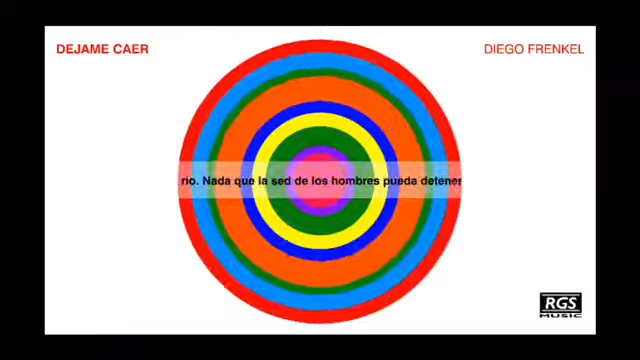 DEJAME CAER
DIEGO FRENKEL
rio. Nada que la sed de los hombres pueda detener
RGS
MUSIC